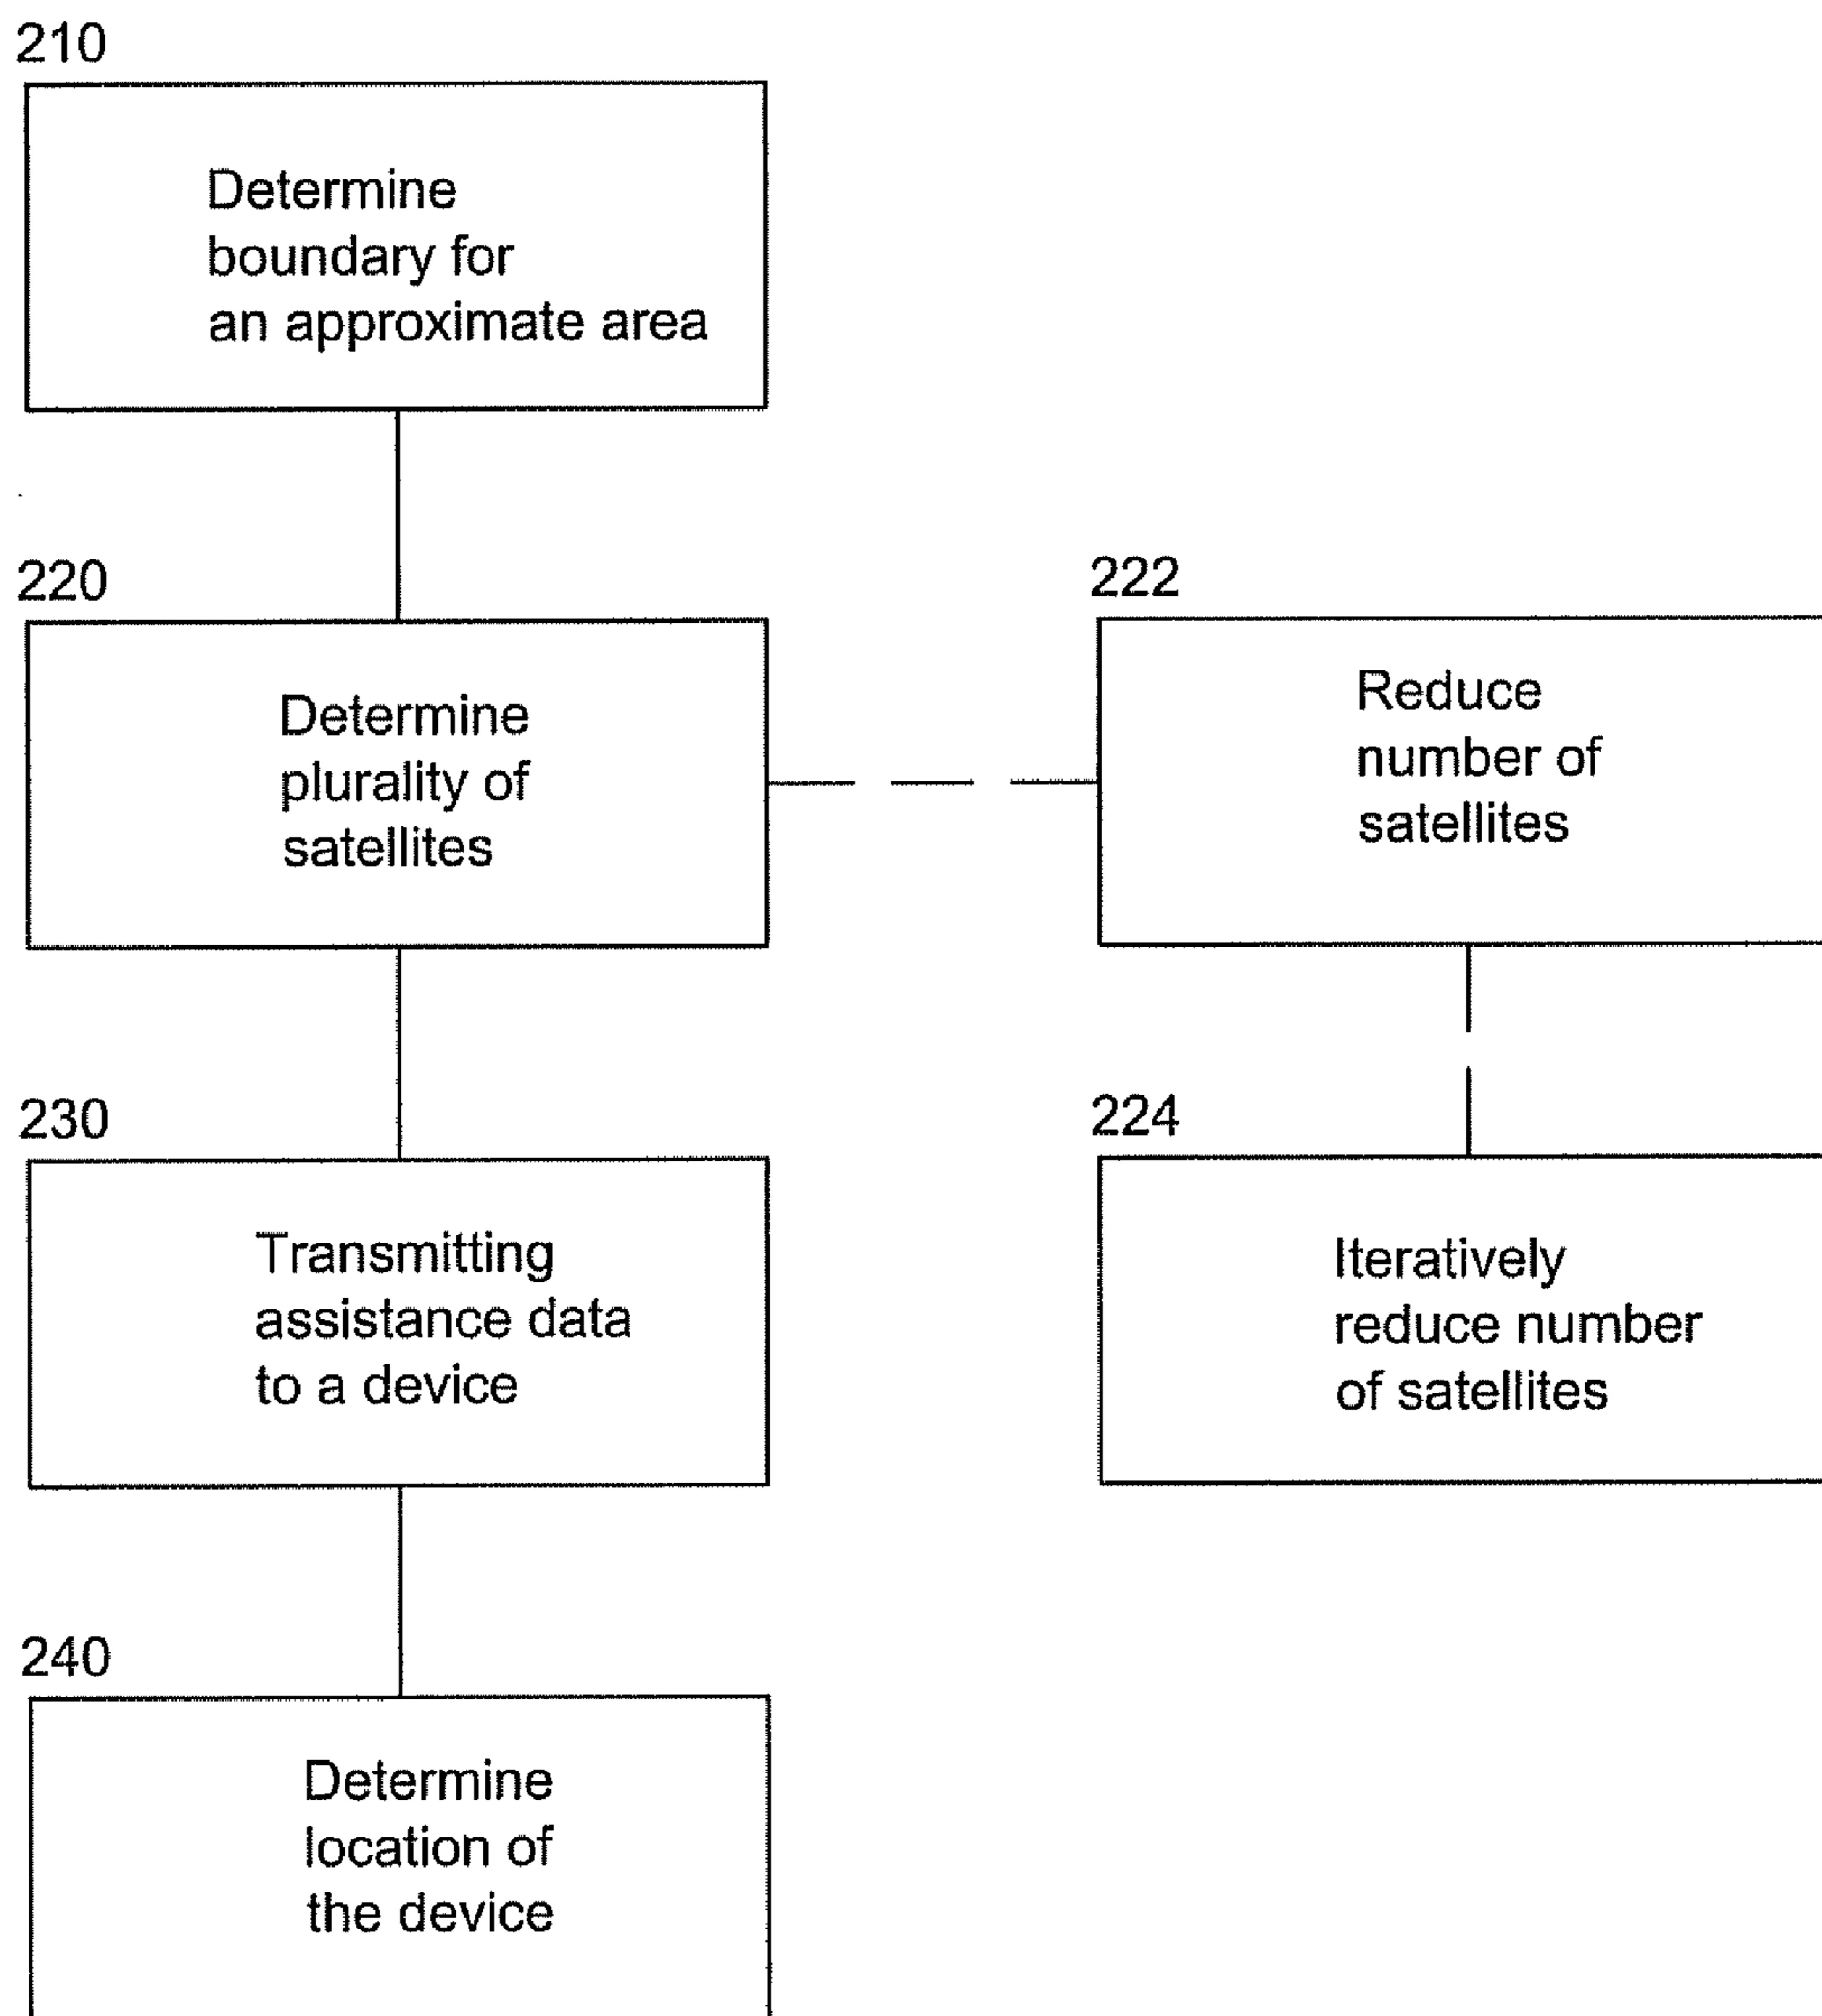 210
Determine
boundary for
an approximate area
220
Determine
plurality of
satellites
222
Reduce
number of
satellites
230
Transmitting
assistance data
to a device
224
Iteratively
reduce number
of satellites
240
Determine
location of
the device